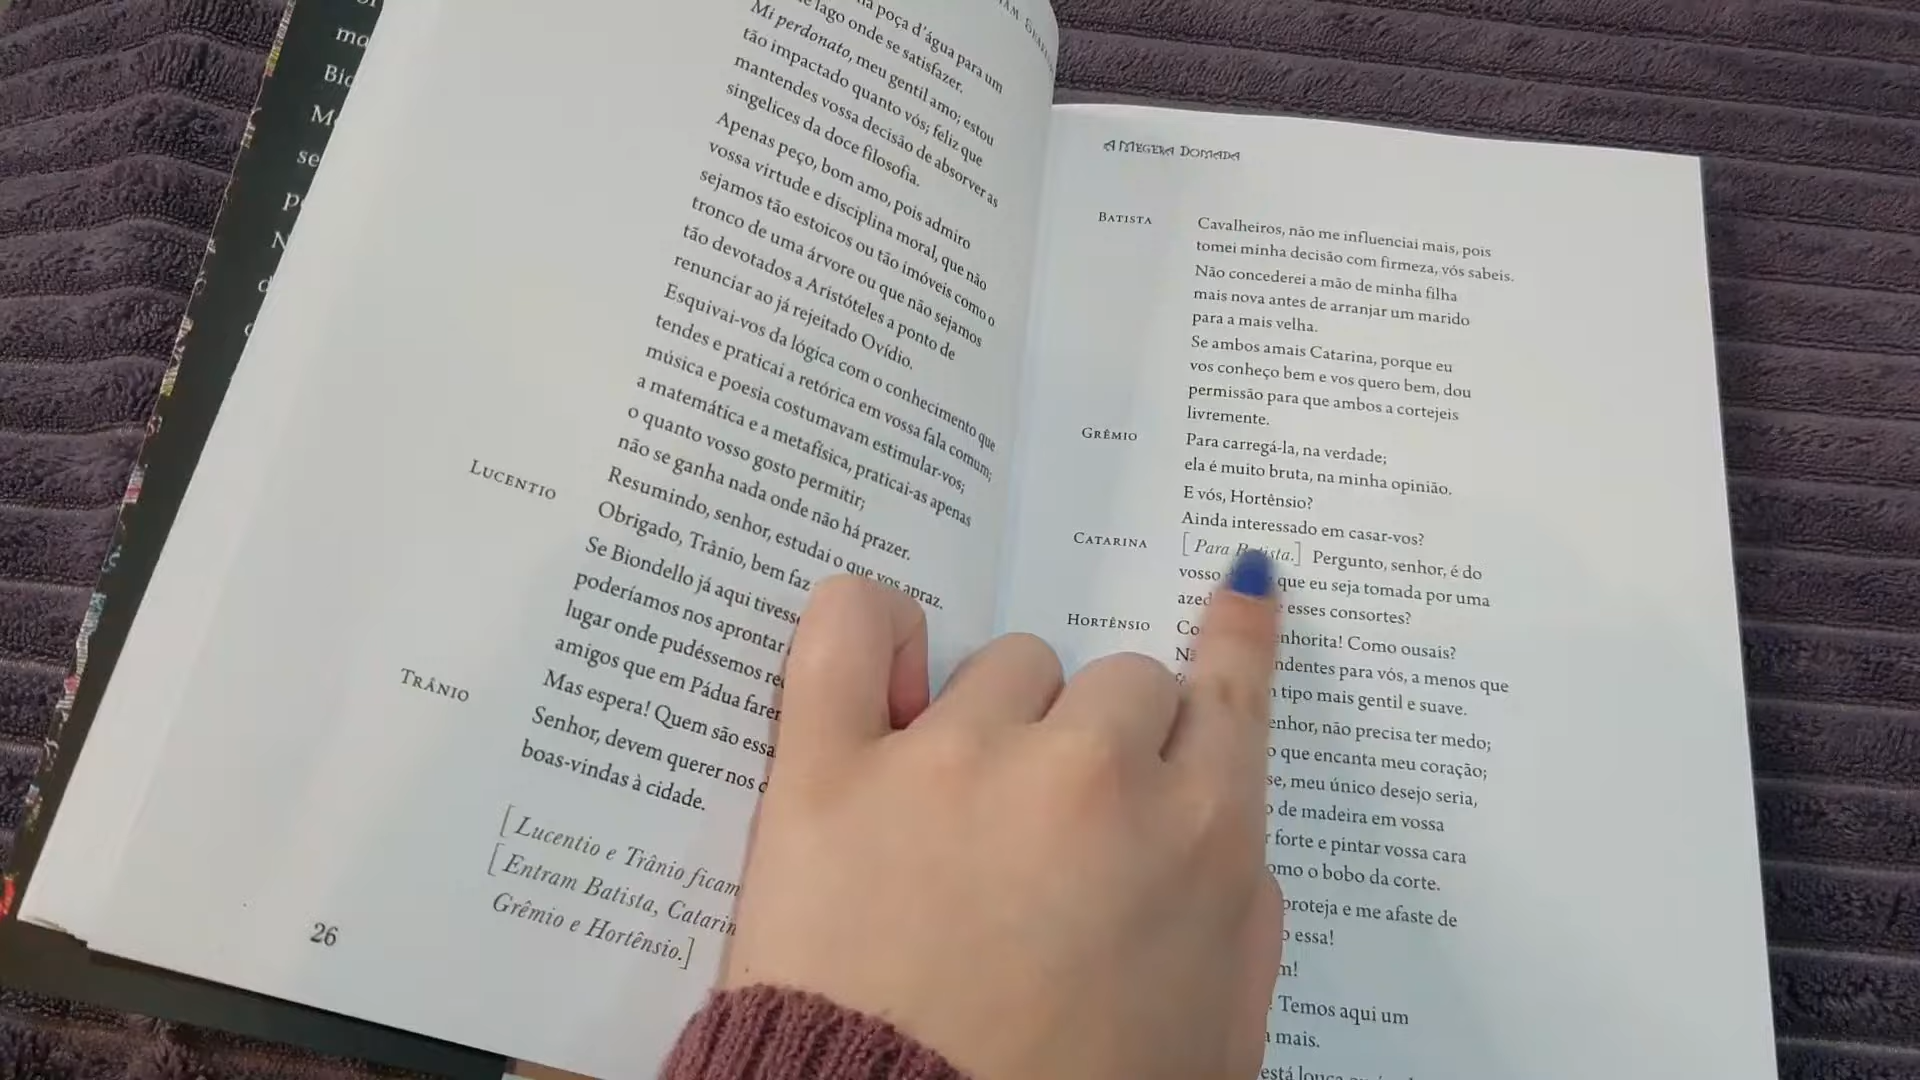 mo
Bio
M
se
p
N
d
a poça d'água para um
lago onde se satisfazer.
Mi perdonato, meu gentil amo; estou
tão impactado quanto vós; feliz que
mantendes vossa decisão de absorver as
singelices da doce filosofia.
Apenas peço, bom amo, pois admiro
vossa virtude e disciplina moral, que não
sejamos tão estoicos ou tão imóveis como o
tronco de uma árvore ou que não sejamos
tão devotados a Aristóteles a ponto de
renunciar ao já rejeitado Ovídio.
Esquivai-vos da lógica com o conhecimento que
tendes e praticai a retórica em vossa fala comum;
música e poesia costumavam estimular-vos;
a matemática e a metafísica, praticai-as apenas
o quanto vosso gosto permitir;
não se ganha nada onde não há prazer.
Resumindo, senhor, estudai o que vos apraz.
LUCENTIO Obrigado, Trânio, bem faz
Se Biondello já aqui tivess
poderíamos nos aprontar
lugar onde pudéssemos re
amigos que em Pádua farer
Mas espera! Quem são essa
TRÂNIO Senhor, devem querer nos d
boas-vindas à cidade.
[Lucentio e Trânio ficam
[Entram Batista, Catarin
Grêmio e Hortênsio.]
26
A MEGERA DOMADA
BATISTA Cavalheiros, não me influenciai mais, pois
tomei minha decisão com firmeza, vós sabeis.
Não concederei a mão de minha filha
mais nova antes de arranjar um marido
para a mais velha.
Se ambos amais Catarina, porque eu
vos conheço bem e vos quero bem, dou
permissão para que ambos a cortejeis
livremente.
GRÊMIO Para carregá-la, na verdade;
ela é muito bruta, na minha opinião.
E vós, Hortênsio?
Ainda interessado em casar-vos?
CATARINA [Para Batista.] Pergunto, senhor, é do
vosso que eu seja tomada por uma
azed esses consortes?
HORTÊNSIO Co enhorita! Como ousais?
Nã ndentes para vós, a menos que
tipo mais gentil e suave.
enhor, não precisa ter medo;
o que encanta meu coração;
se, meu único desejo seria,
o de madeira em vossa
r forte e pintar vossa cara
omo o bobo da corte.
proteja e me afaste de
o essa!
m!
Temos aqui um
a mais.
está louca